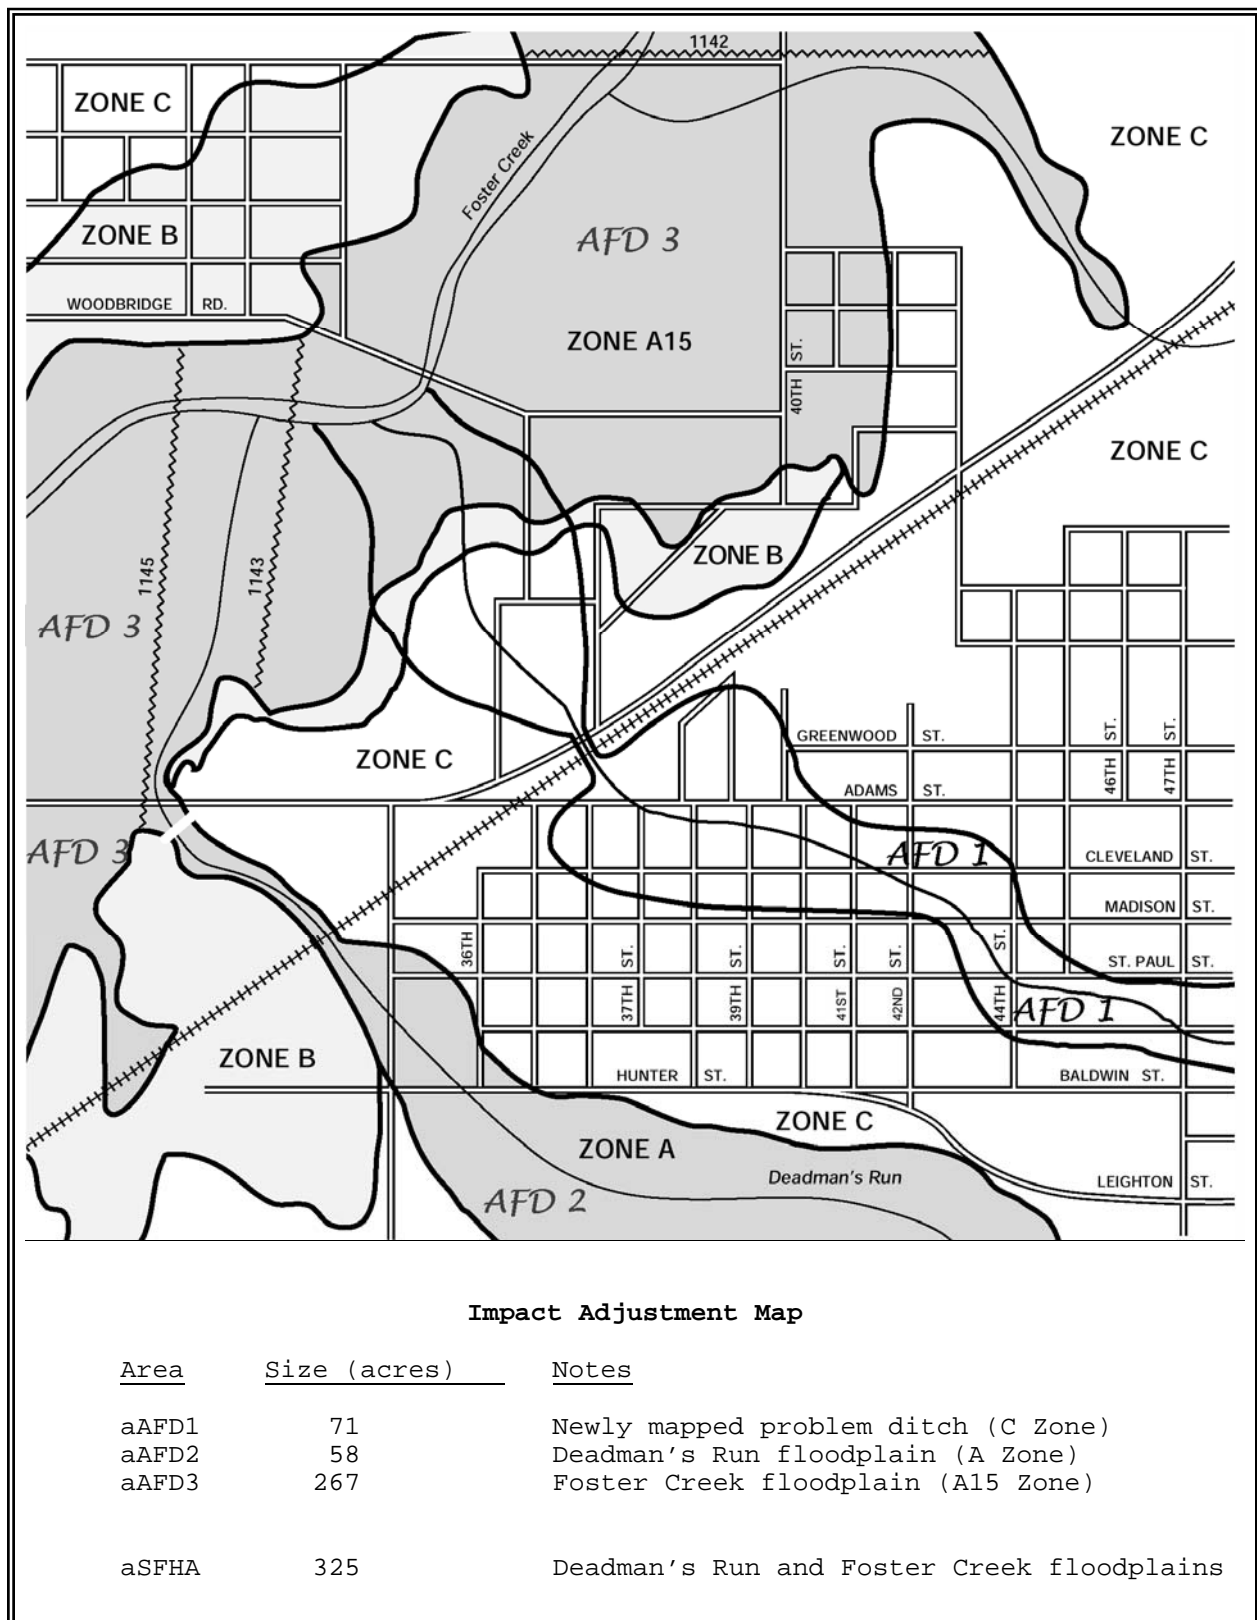 1142
ZONE C
ZONE C
Foster Creek
ZONE B
AFD 3
WOODBRIDGE RD.
ZONE A15
40TH ST.
ZONE C
ZONE B
1145
1143
AFD 3
ZONE C
GREENWOOD ST.
46TH ST.
47TH ST.
ADAMS ST.
AFD 3
AFD 1
CLEVELAND ST.
MADISON ST.
36TH
37TH ST.
39TH ST.
41ST ST.
42ND ST.
44TH ST.
ST. PAUL ST.
AFD 1
ZONE B
HUNTER ST.
BALDWIN ST.
ZONE C
ZONE A
Deadman's Run
LEIGHTON ST.
AFD 2
Impact Adjustment Map
Area Size (acres) Notes
aAFD1 71 Newly mapped problem ditch (C Zone)
aAFD2 58 Deadman's Run floodplain (A Zone)
aAFD3 267 Foster Creek floodplain (A15 Zone)
aSFHA 325 Deadman's Run and Foster Creek floodplains